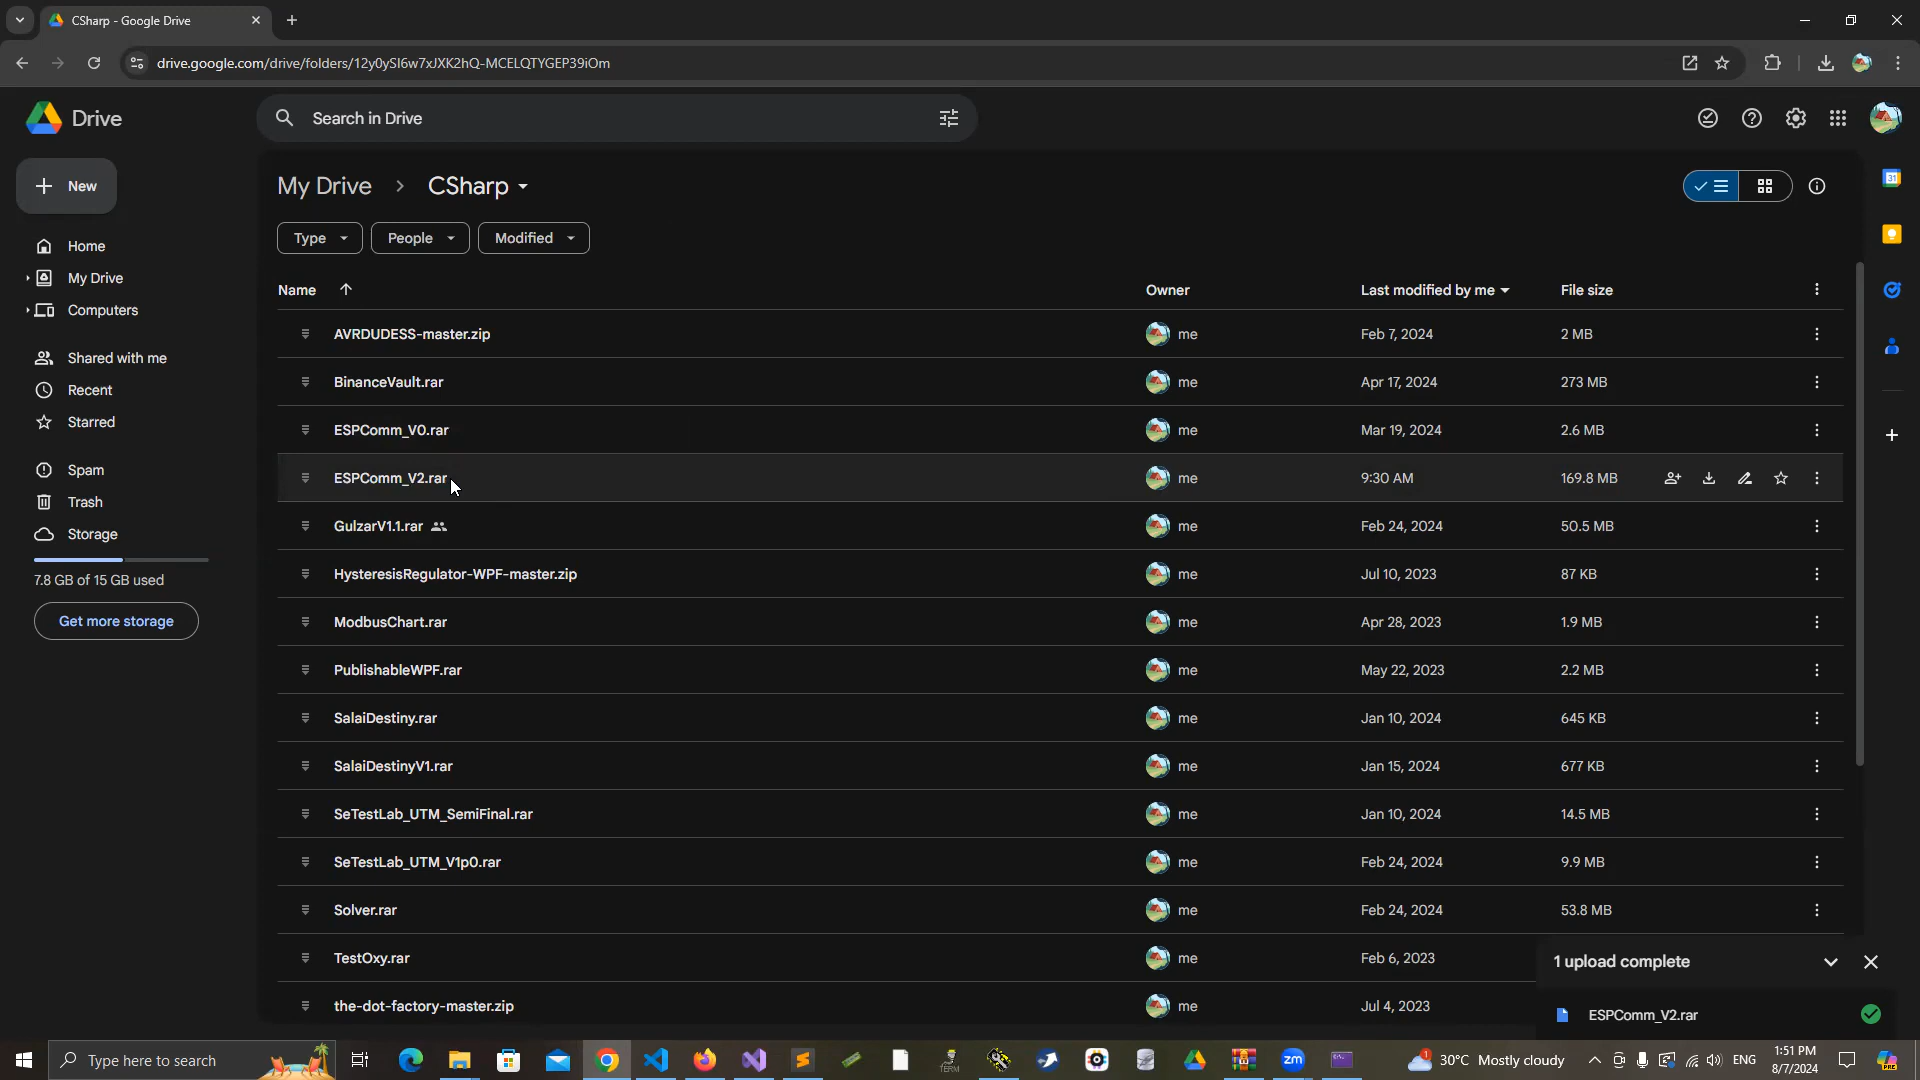 CSharp - Google Drive
drive.google.com/drive/folders/12y0ySl6w7xJXK2hQ-MCELQTYGEP39iOm
Drive
Search in Drive
New
My Drive > CSharp
Type People Modified
Home
My Drive
Computers
Shared with me
Recent
Starred
Spam
Trash
Storage
7.8 GB of 15 GB used
Get more storage
Name Owner Last modified by me File size
AVRDUDESS-master.zip me Feb 7, 2024 2 MB
BinanceVault.rar me Apr 17, 2024 273 MB
ESPComm_V0.rar me Mar 19, 2024 2.6 MB
ESPComm_V2.rar me 9:30 AM 169.8 MB
GulzarV1.1.rar me Feb 24, 2024 50.5 MB
HysteresisRegulator-WPF-master.zip me Jul 10, 2023 87 KB
ModbusChart.rar me Apr 28, 2023 1.9 MB
PublishableWPF.rar me May 22, 2023 2.2 MB
SalaiDestiny.rar me Jan 10, 2024 645 KB
SalaiDestinyV1.rar me Jan 15, 2024 677 KB
SeTestLab_UTM_SemiFinal.rar me Jan 10, 2024 14.5 MB
SeTestLab_UTM_V1p0.rar me Feb 24, 2024 9.9 MB
Solver.rar me Feb 24, 2024 53.8 MB
TestOxy.rar me Feb 6, 2023
the-dot-factory-master.zip me Jul 4, 2023
1 upload complete
ESPComm_V2.rar
31
Type here to search
TERM
zm
1
30°C Mostly cloudy
ENG
1:51 PM
8/7/2024
PRE